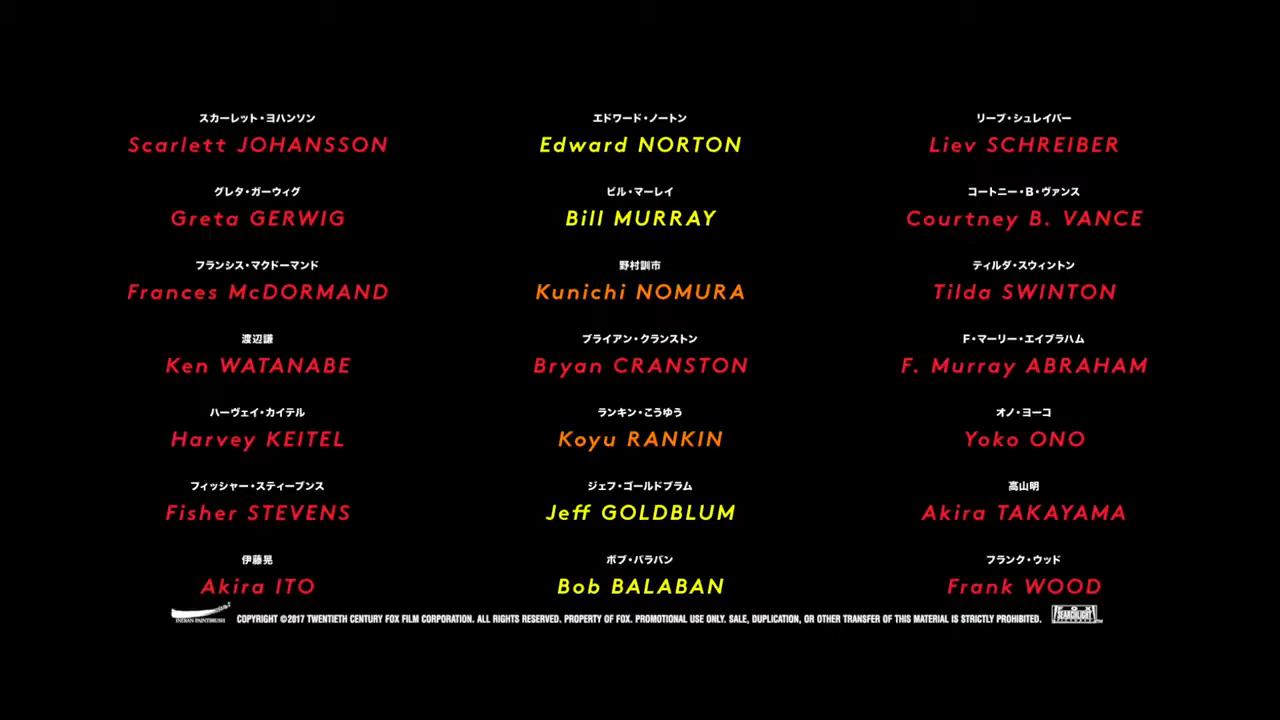 スカーレット・ヨハンソン
Scarlett JOHANSSON
グレタ・ガーウィグ
Greta GERWIG
フランシス・マクドーマンド
Frances McDORMAND
渡辺謙
Ken WATANABE
ハーヴェイ・カイテル
Harvey KEITEL
フィッシャー・スティーブンス
Fisher STEVENS
伊藤晃
Akira ITO
エドワード・ノートン
Edward NORTON
ビル・マーレイ
Bill MURRAY
野村訓市
Kunichi NOMURA
ブライアン・クランストン
Bryan CRANSTON
ランキン・こうゆう
Koyu RANKIN
ジェフ・ゴールドブラム
Jeff GOLDBLUM
ボブ・バラバン
Bob BALABAN
リーブ・シュレイバー
Liev SCHREIBER
コートニー・B・ヴァンス
Courtney B. VANCE
ティルダ・スウィントン
Tilda SWINTON
F・マーリー・エイブラハム
F. Murray ABRAHAM
オノ・ヨーコ
Yoko ONO
高山明
Akira TAKAYAMA
フランク・ウッド
Frank WOOD
INDIAN PAINTBRUSH
COPYRIGHT ©2017 TWENTIETH CENTURY FOX FILM CORPORATION. ALL RIGHTS RESERVED. PROPERTY OF FOX. PROMOTIONAL USE ONLY. SALE, DUPLICATION, OR OTHER TRANSFER OF THIS MATERIAL IS STRICTLY PROHIBITED.
FOX
SEARCHLIGHT